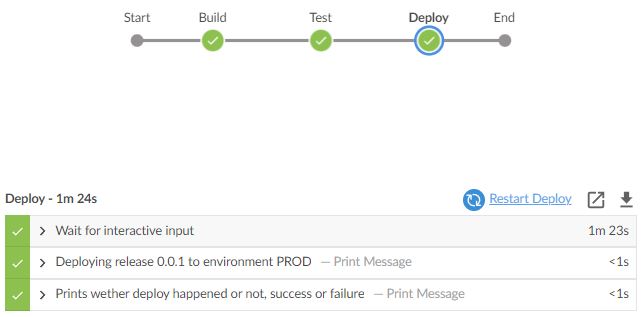 Start Build Test Deploy End
Deploy - 1m 24s Restart Deploy
Wait for interactive input 1m 23s
Deploying release 0.0.1 to environment PROD — Print Message <1s
Prints wether deploy happened or not, success or failure — Print Message <1s